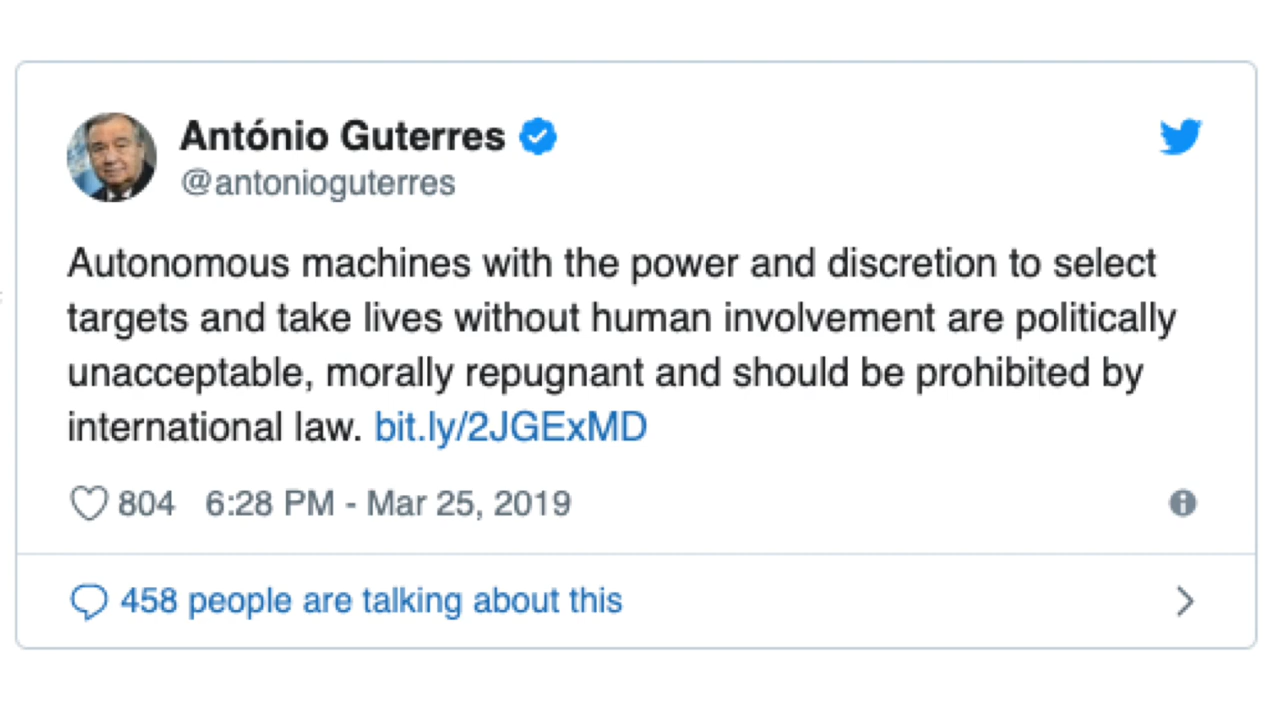 António Guterres
@antonioguterres
Autonomous machines with the power and discretion to select
targets and take lives without human involvement are politically
unacceptable, morally repugnant and should be prohibited by
international law. bit.ly/2JGExMD
804 6:28 PM - Mar 25, 2019
458 people are talking about this